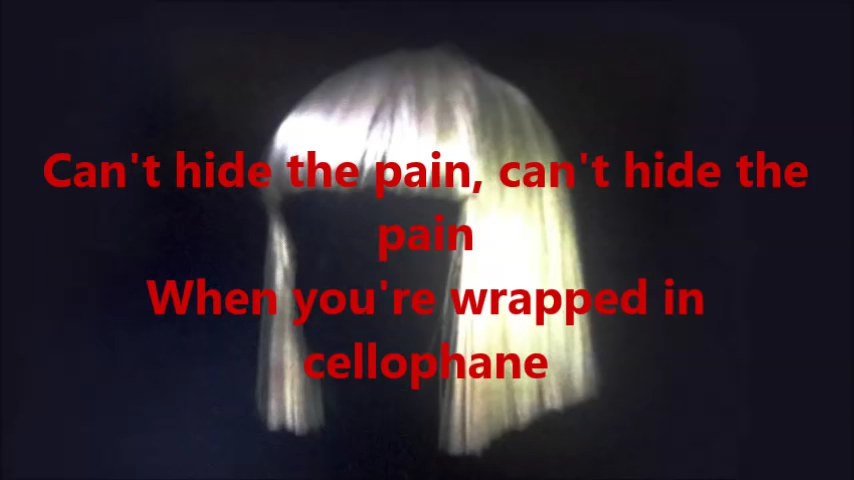 Can't hide the pain, can't hide the
pain
When you're wrapped in
cellophane